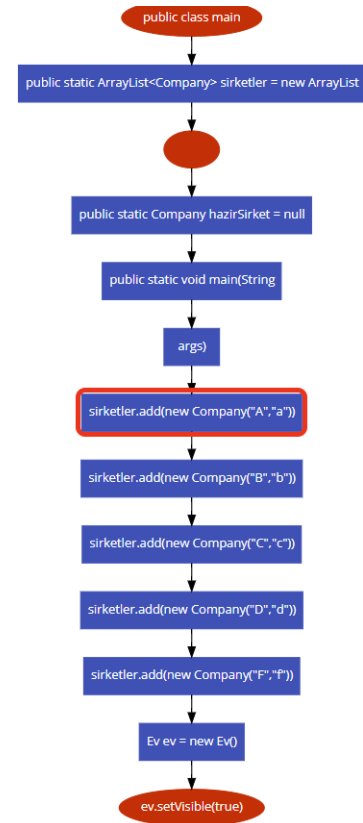 public class main
public static ArrayList<Company> sirketler = new ArrayList
public static Company hazirSirket = null
public static void main(String
args)
sirketler.add(new Company("A","a"))
sirketler.add(new Company("B","b"))
sirketler.add(new Company("C","c"))
sirketler.add(new Company("D","d"))
sirketler.add(new Company("F","f"))
Ev ev = new Ev()
ev.setVisible(true)